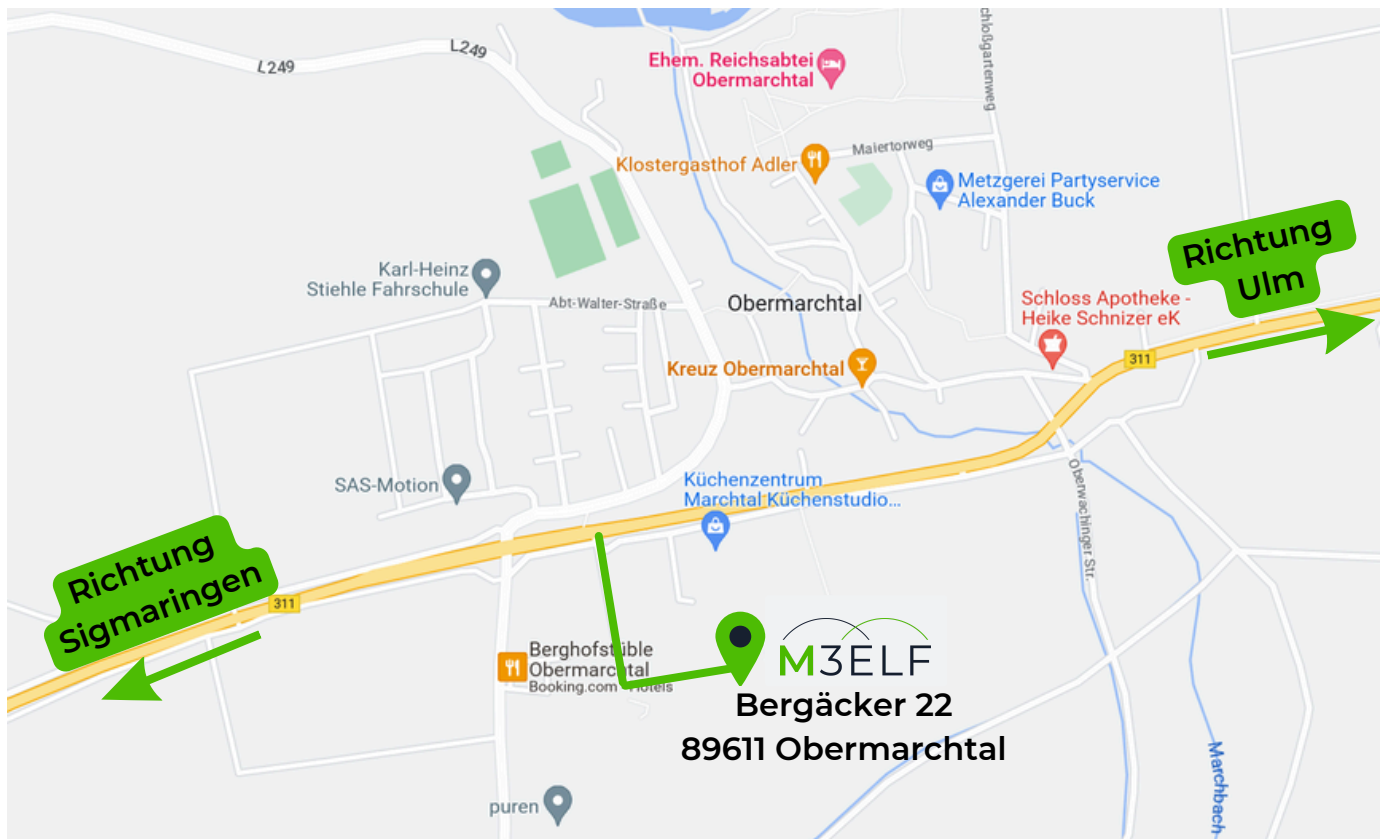 L249
L249
chloßgartenweg
Ehem. Reichsabtei
Obermarchtal
Maiertorweg
Klostergasthof Adler
Metzgerei Partyservice
Alexander Buck
Richtung
Ulm
Karl-Heinz
Stiehle Fahrschule
Abt-Walter-Straße
Obermarchtal
Schloss Apotheke -
Heike Schnizer eK
311
Kreuz Obermarchtal
SAS-Motion
Küchenzentrum
Marchtal Küchenstudio...
Oberwachinger Str.
Richtung
Sigmaringen
311
Berghofstüble
Obermarchtal
Booking.com · Hotels
M3ELF
Bergäcker 22
89611 Obermarchtal
Marchbach
puren